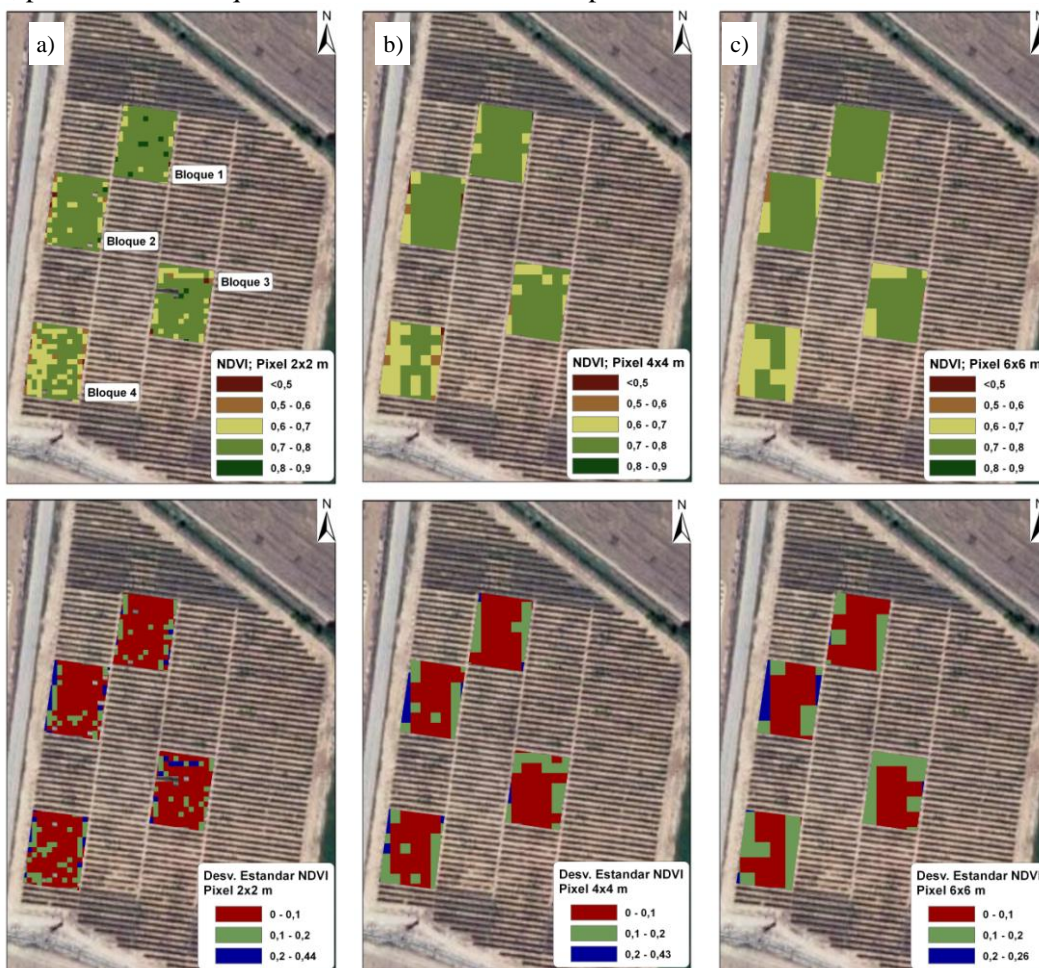 a)
N
Bloque 1
Bloque 2
Bloque 3
Bloque 4
NDVI; Pixel 2x2 m
<0,5
0,5 - 0,6
0,6 - 0,7
0,7 - 0,8
0,8 - 0,9
b)
N
NDVI; Pixel 4x4 m
<0,5
0,5 - 0,6
0,6 - 0,7
0,7 - 0,8
0,8 - 0,9
c)
N
NDVI; Pixel 6x6 m
<0,5
0,5 - 0,6
0,6 - 0,7
0,7 - 0,8
0,8 - 0,9
N
Desv. Estandar NDVI
Pixel 2x2 m
0 - 0,1
0,1 - 0,2
0,2 - 0,44
N
Desv. Estandar NDVI
Pixel 4x4 m
0 - 0,1
0,1 - 0,2
0,2 - 0,43
N
Desv. Estandar NDVI
Pixel 6x6 m
0 - 0,1
0,1 - 0,2
0,2 - 0,26